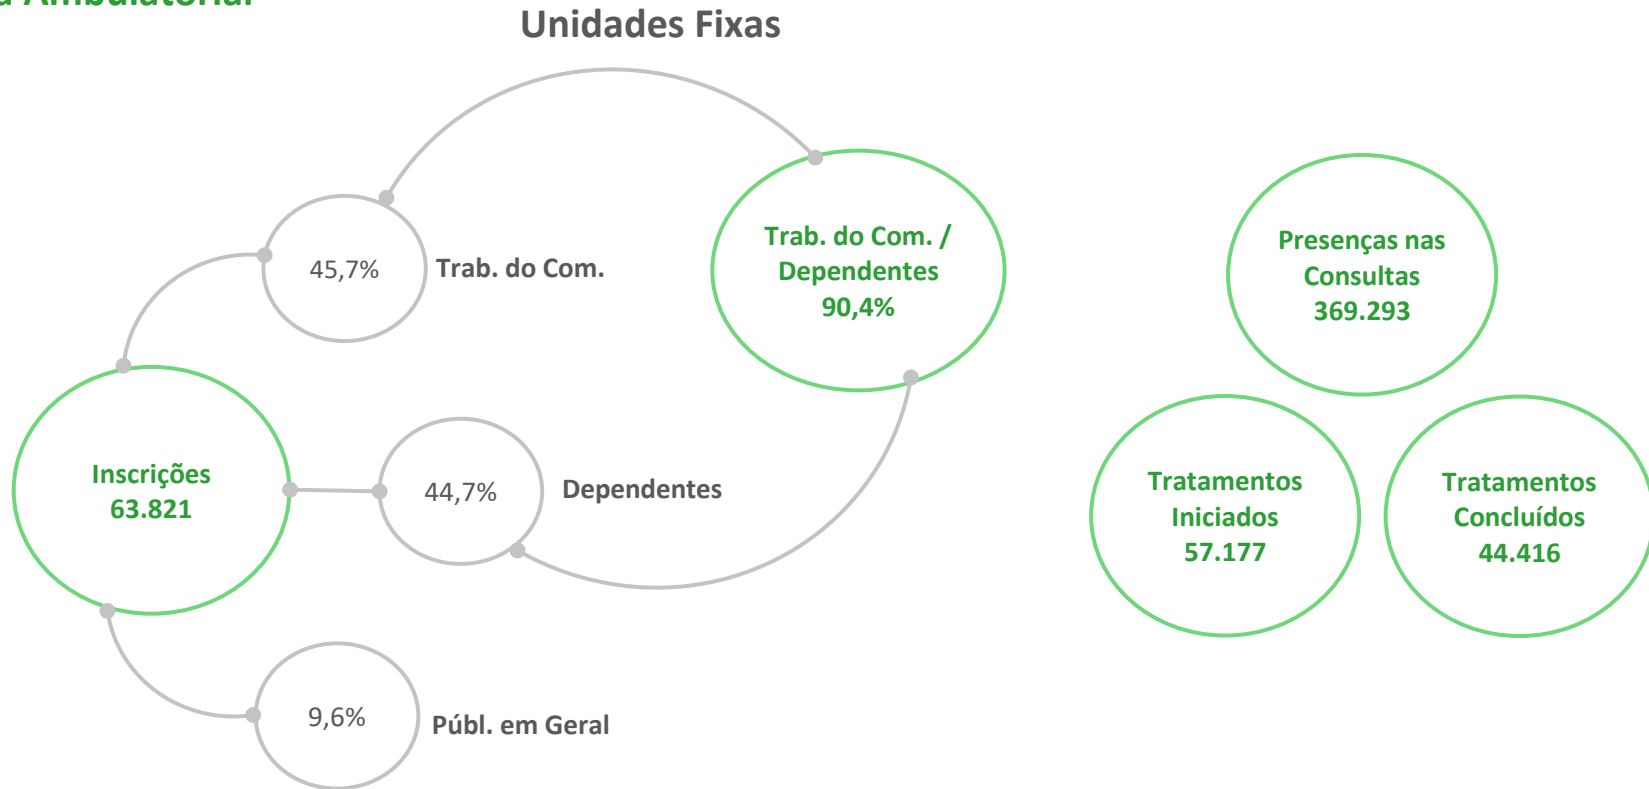 Ambulatorial
Unidades Fixas
45,7%
Trab. do Com.
Trab. do Com. /
Dependentes
90,4%
Inscrições
63.821
44,7%
Dependentes
9,6%
Públ. em Geral
Presenças nas
Consultas
369.293
Tratamentos
Iniciados
57.177
Tratamentos
Concluídos
44.416